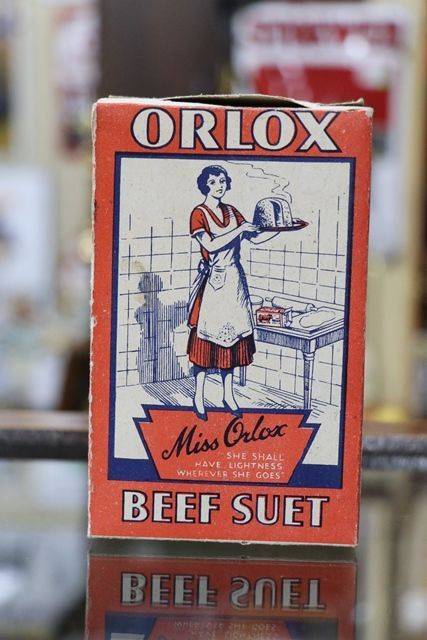 ORLOX
Miss Orlox
"SHE SHALL
HAVE LIGHTNESS
WHEREVER SHE GOES"
BEEF SUET